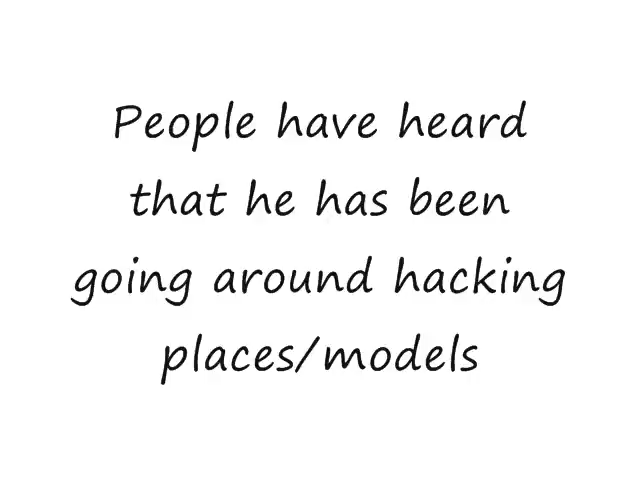 People have heard
that he has been
going around hacking
places/models